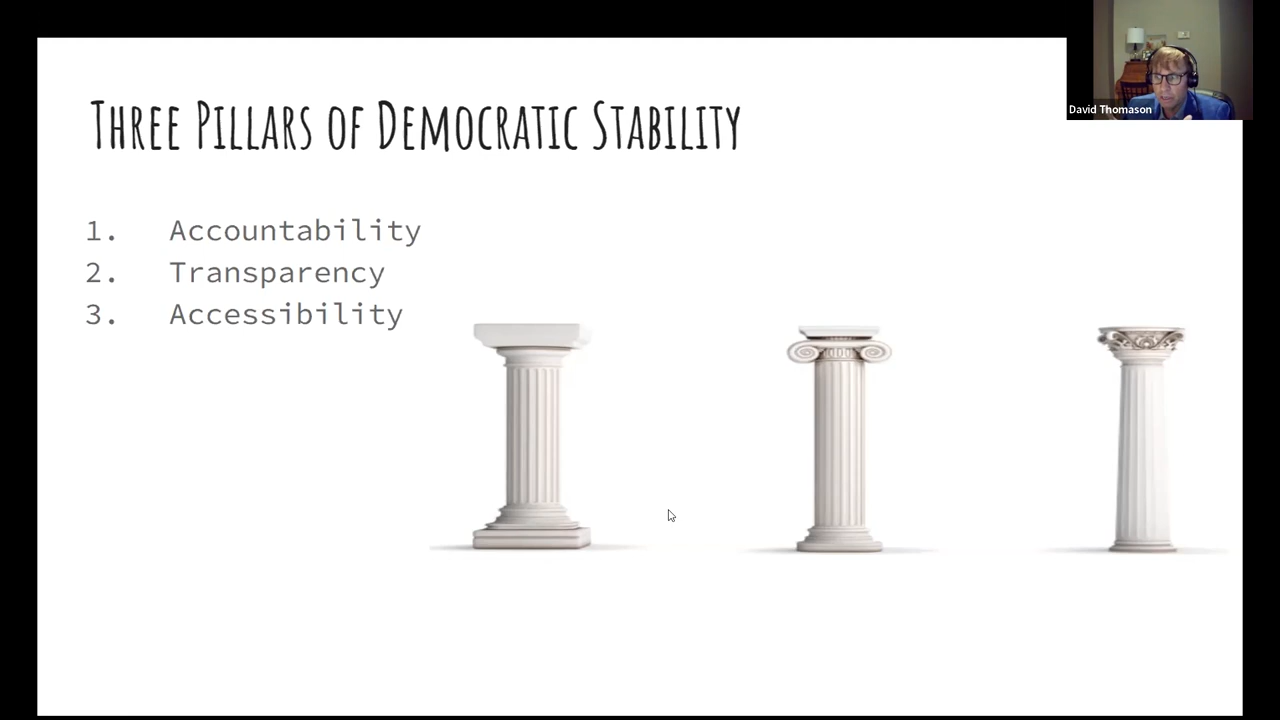 Three Pillars of Democratic Stability
1. Accountability
2. Transparency
3. Accessibility
David Thomason